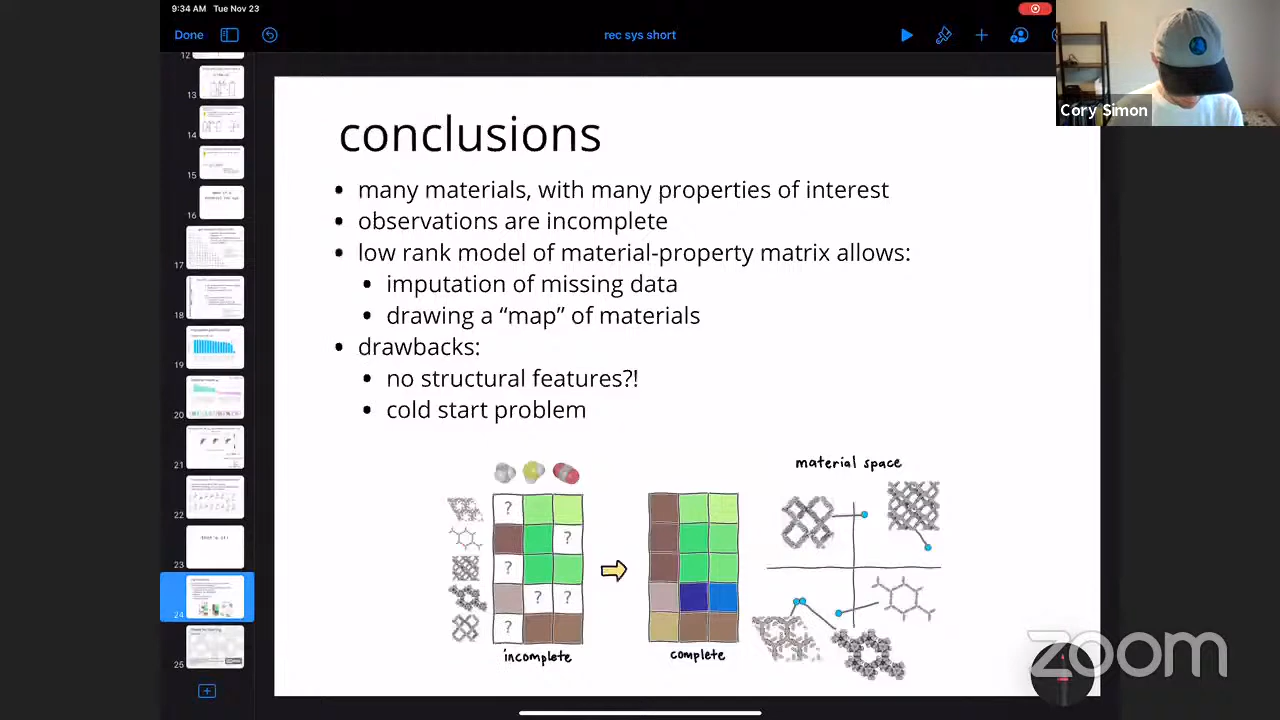 9:34 AM Tue Nov 23
Done
rec sys short
Cory Simon
12
13
14
15
16
17
18
19
20
21
22
23
24
25
conclusions
• many materials, with many properties of interest
• observations are incomplete
• low rank model of material-property matrix allows:
• imputation of missing data
• drawing a “map” of materials
• drawbacks:
• no structural features?!
• cold start problem
material space
?
?
?
? ?
?
incomplete
complete
zoom